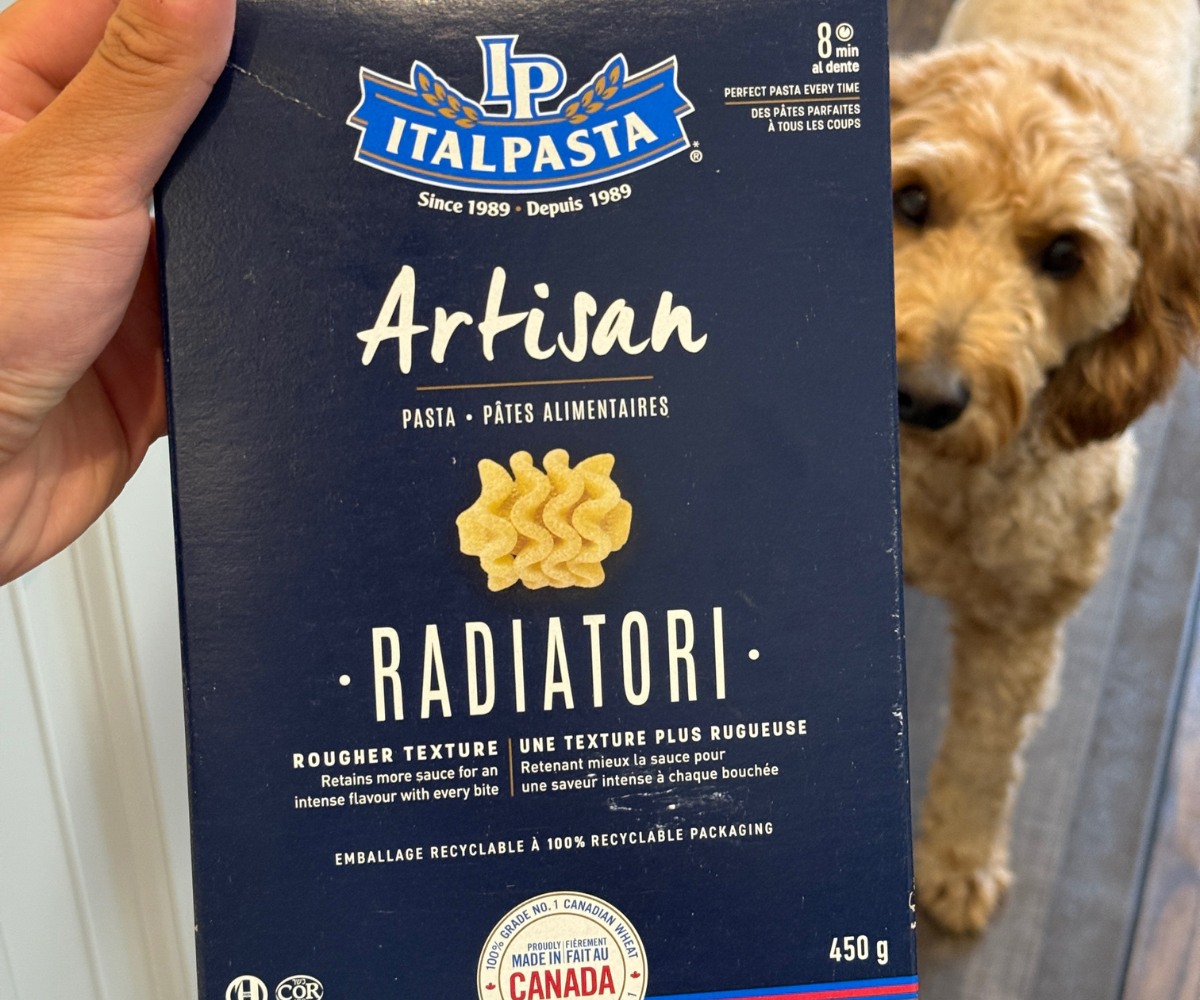 8 min
al dente
PERFECT PASTA EVERY TIME
DES PÂTES PARFAITES
À TOUS LES COUPS
IP
ITALPASTA
*®
Since 1989 • Depuis 1989
Artisan
PASTA • PÂTES ALIMENTAIRES
• RADIATORI •
ROUGHER TEXTURE
Retains more sauce for an
intense flavour with every bite
UNE TEXTURE PLUS RUGUEUSE
Retenant mieux la sauce pour
une saveur intense à chaque bouchée
EMBALLAGE RECYCLABLE À 100% RECYCLABLE PACKAGING
100% GRADE NO. 1 CANADIAN WHEAT
PROUDLY | FIÈREMENT
MADE IN | FAIT AU
CANADA
450 g
H
COR